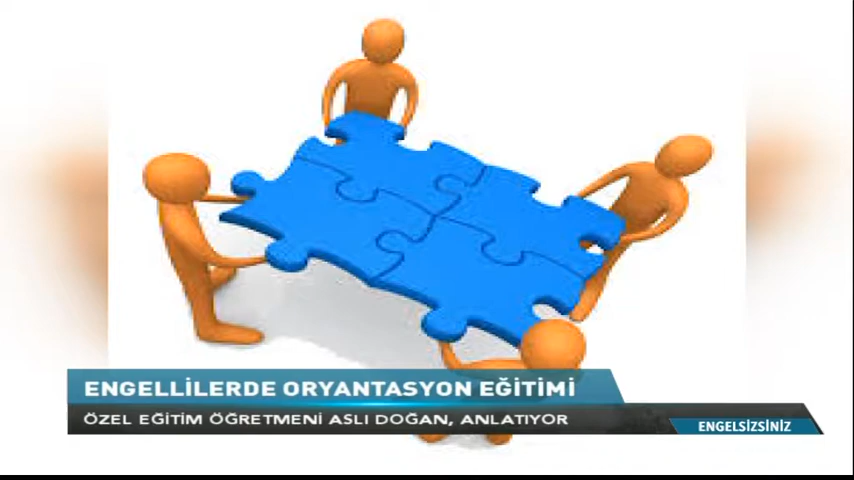 ENGELLİLERDE ORYANTASYON EĞİTİMİ
ÖZEL EĞİTİM ÖĞRETMENİ ASLI DOĞAN, ANLATIYOR
ENGELSİZSİNİZ